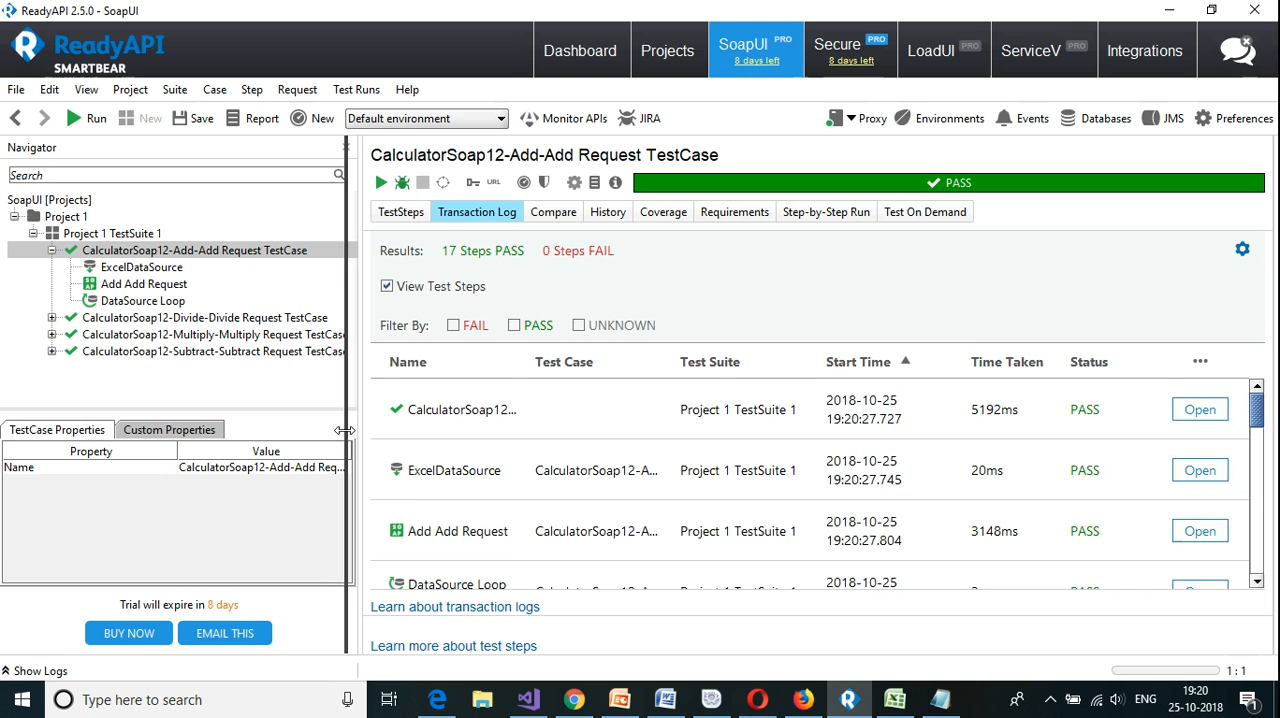 ReadyAPI 2.5.0 - SoapUI
ReadyAPI
SMARTBEAR
Dashboard
Projects
SoapUI PRO
8 days left
Secure PRO
8 days left
LoadUI PRO
ServiceV PRO
Integrations
File Edit View Project Suite Case Step Request Test Runs Help
Run New Save Report New Default environment Monitor APIs JIRA Proxy Environments Events Databases JMS Preferences
Navigator
Search
SoapUI [Projects]
Project 1
Project 1 TestSuite 1
CalculatorSoap12-Add-Add Request TestCase
ExcelDataSource
Add Add Request
DataSource Loop
CalculatorSoap12-Divide-Divide Request TestCase
CalculatorSoap12-Multiply-Multiply Request TestCase
CalculatorSoap12-Subtract-Subtract Request TestCase
TestCase Properties Custom Properties
Property Value
Name CalculatorSoap12-Add-Add Req...
Trial will expire in 8 days
BUY NOW EMAIL THIS
Show Logs
CalculatorSoap12-Add-Add Request TestCase
URL
PASS
TestSteps Transaction Log Compare History Coverage Requirements Step-by-Step Run Test On Demand
Results: 17 Steps PASS 0 Steps FAIL
View Test Steps
Filter By: FAIL PASS UNKNOWN
Name Test Case Test Suite Start Time Time Taken Status ...
CalculatorSoap12... Project 1 TestSuite 1 2018-10-25 19:20:27.727 5192ms PASS Open
ExcelDataSource CalculatorSoap12-A... Project 1 TestSuite 1 2018-10-25 19:20:27.745 20ms PASS Open
Add Add Request CalculatorSoap12-A... Project 1 TestSuite 1 2018-10-25 19:20:27.804 3148ms PASS Open
DataSource Loop 2018-10-25
Learn about transaction logs
Learn more about test steps
1 : 1
Type here to search
ENG
19:20
25-10-2018
1